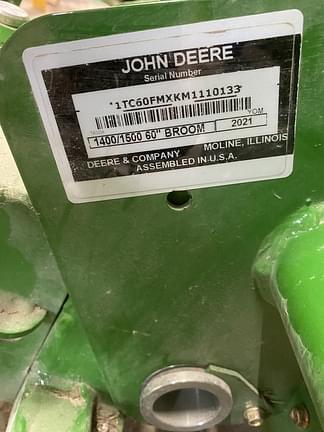 JOHN DEERE
Serial Number
*1TC60FMXKM1110133*
1400/1500 60" BROOM 2021
DEERE & COMPANY MOLINE, ILLINOIS
ASSEMBLED IN U.S.A.